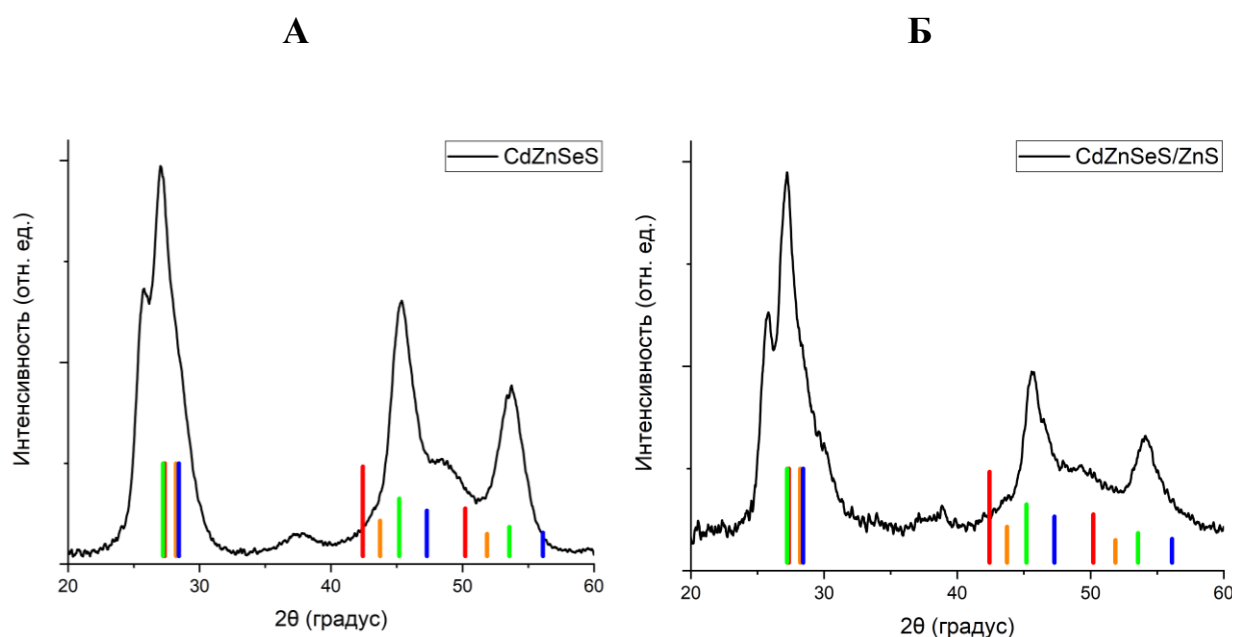 А
Б
CdZnSeS
Интенсивность (отн. ед.)
20
30
40
50
60
2θ (градус)
CdZnSeS/ZnS
Интенсивность (отн. ед.)
20
30
40
50
60
2θ (градус)